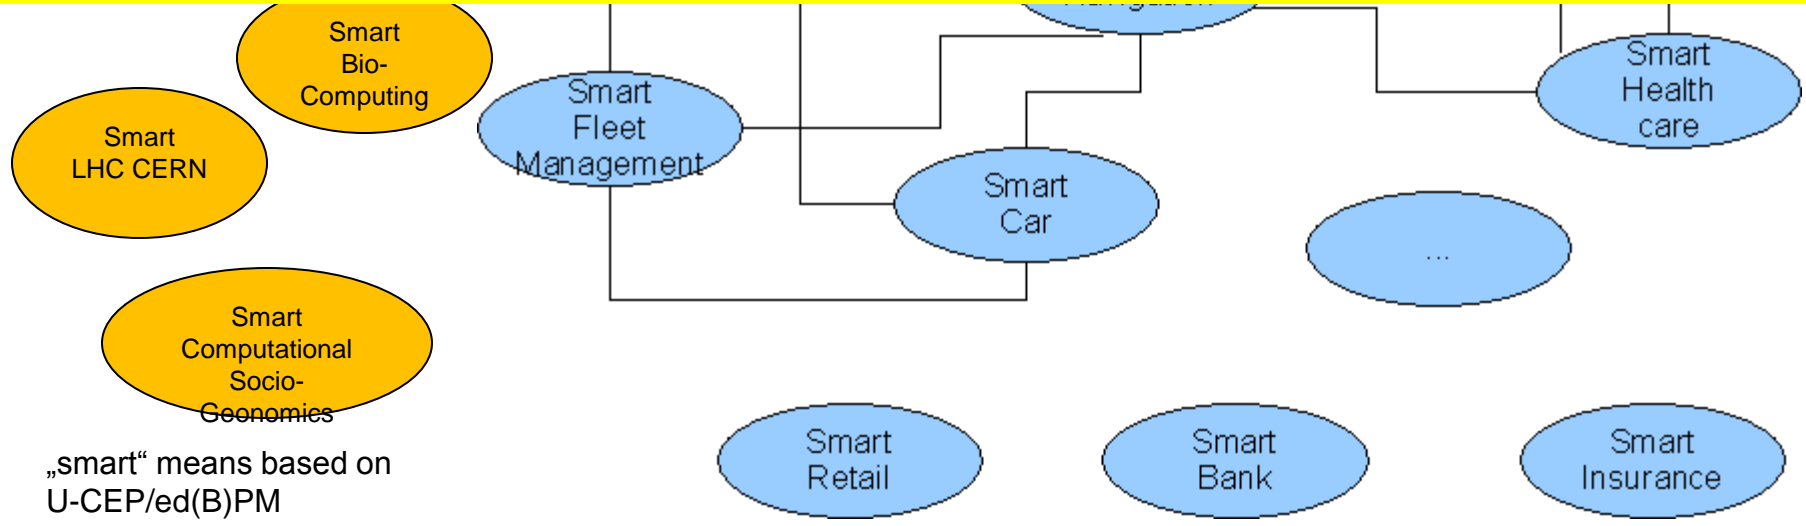 Smart
Bio-
Computing
Smart
LHC CERN
Smart
Fleet
Management
Smart
Health
care
Smart
Car
...
Smart
Computational
Socio-
Geonomics
Smart
Retail
Smart
Bank
Smart
Insurance
„smart“ means based on
U-CEP/ed(B)PM